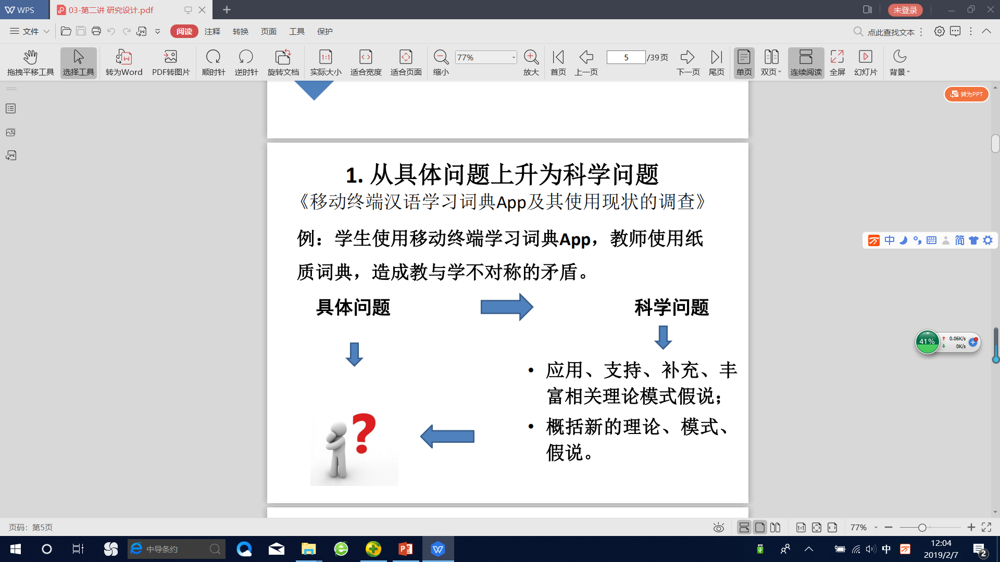 WPS
03-第二讲 研究设计.pdf
未登录
文件
阅读
注释
转换
页面
工具
保护
点此查找文本
拖拽平移工具
选择工具
转为Word
PDF转图片
顺时针
逆时针
旋转文档
实际大小
适合宽度
适合页面
缩小
77%
放大
首页
上一页
5
/39页
下一页
尾页
单页
双页
连续阅读
全屏
幻灯片
背景
转为PPT
1. 从具体问题上升为科学问题
《移动终端汉语学习词典App及其使用现状的调查》
例：学生使用移动终端学习词典App，教师使用纸
质词典，造成教与学不对称的矛盾。
具体问题
科学问题
• 应用、支持、补充、丰
富相关理论模式假说；
• 概括新的理论、模式、
假说。
?
中
简
41%
0.06K/s
0K/s
页码：第5页
77%
中导条约
中
12:04
2019/2/7
2